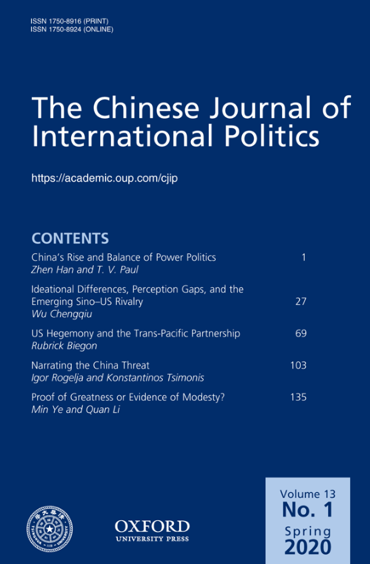 ISSN 1750-8916 (PRINT)
ISSN 1750-8924 (ONLINE)
The Chinese Journal of
International Politics
https://academic.oup.com/cjip
CONTENTS
China's Rise and Balance of Power Politics 1
Zhen Han and T. V. Paul
Ideational Differences, Perception Gaps, and the
Emerging Sino–US Rivalry 27
Wu Chengqiu
US Hegemony and the Trans-Pacific Partnership 69
Rubrick Biegon
Narrating the China Threat 103
Igor Rogelja and Konstantinos Tsimonis
Proof of Greatness or Evidence of Modesty? 135
Min Ye and Quan Li
Volume 13
No. 1
Spring
2020
OXFORD
UNIVERSITY PRESS